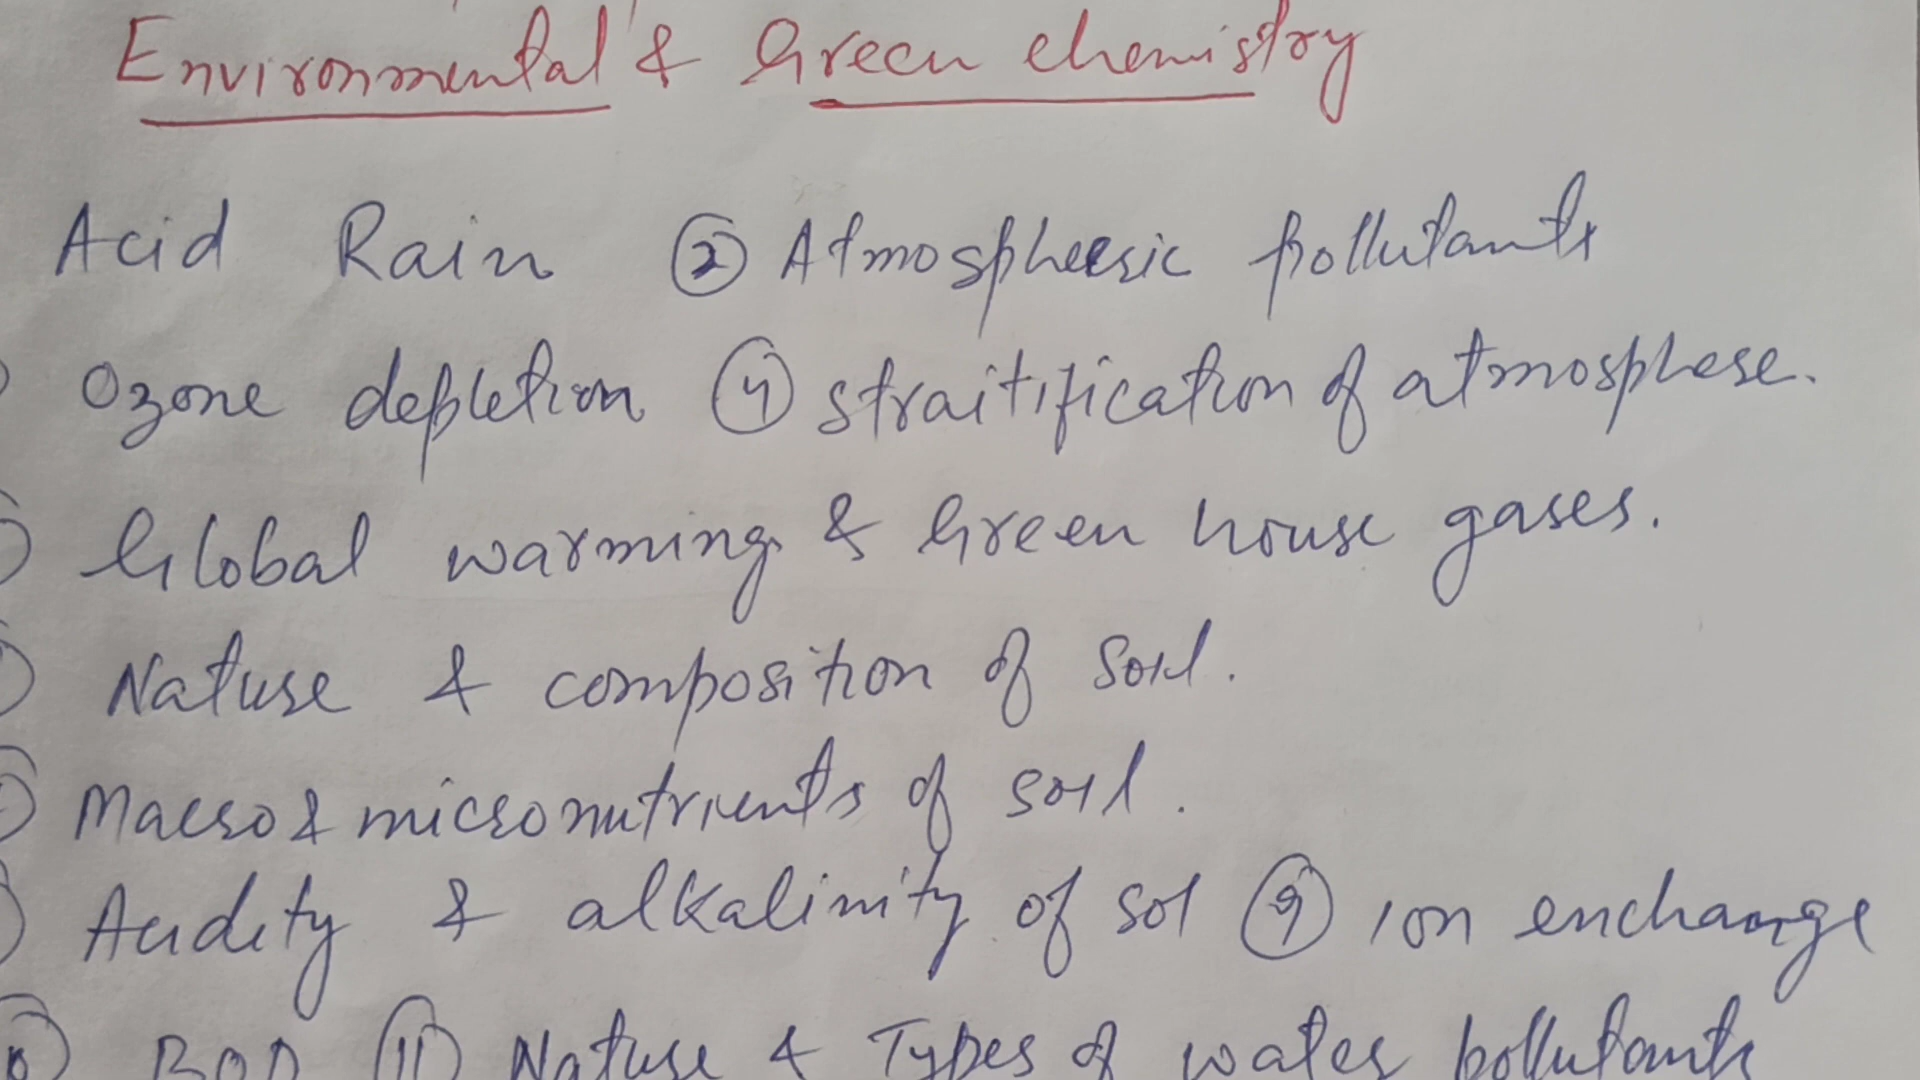 Environmental & Green chemistry
Acid Rain ② Atmospheric pollutants
Ozone depletion ④ straitification of atmosphere.
Global warming & Green house gases.
Nature & composition of soil.
Macro & micronutrients of soil.
Acidity & alkalinity of sol ⑨ ion enchange
BOD ⑪ Nature & Types of water pollutants